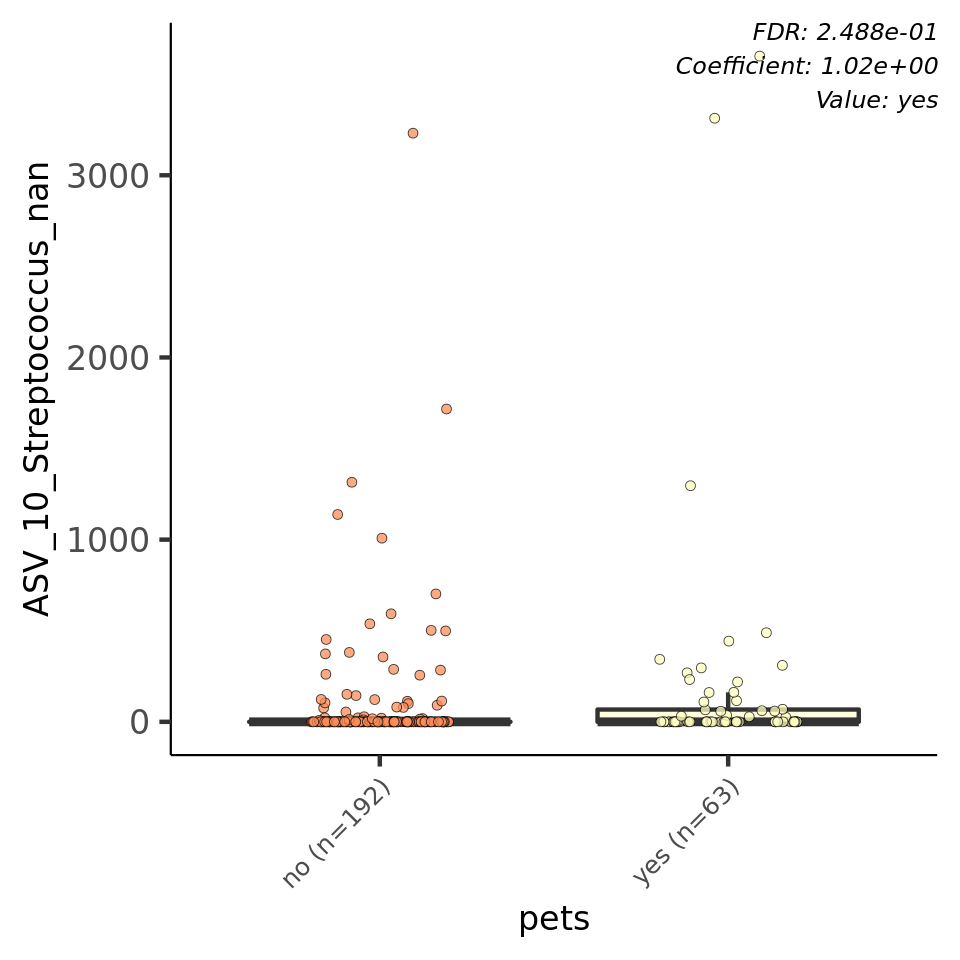 FDR: 2.488e-01
Coefficient: 1.02e+00
Value: yes
ASV_10_Streptococcus_nan
3000
2000
1000
0
no (n=192)
yes (n=63)
pets